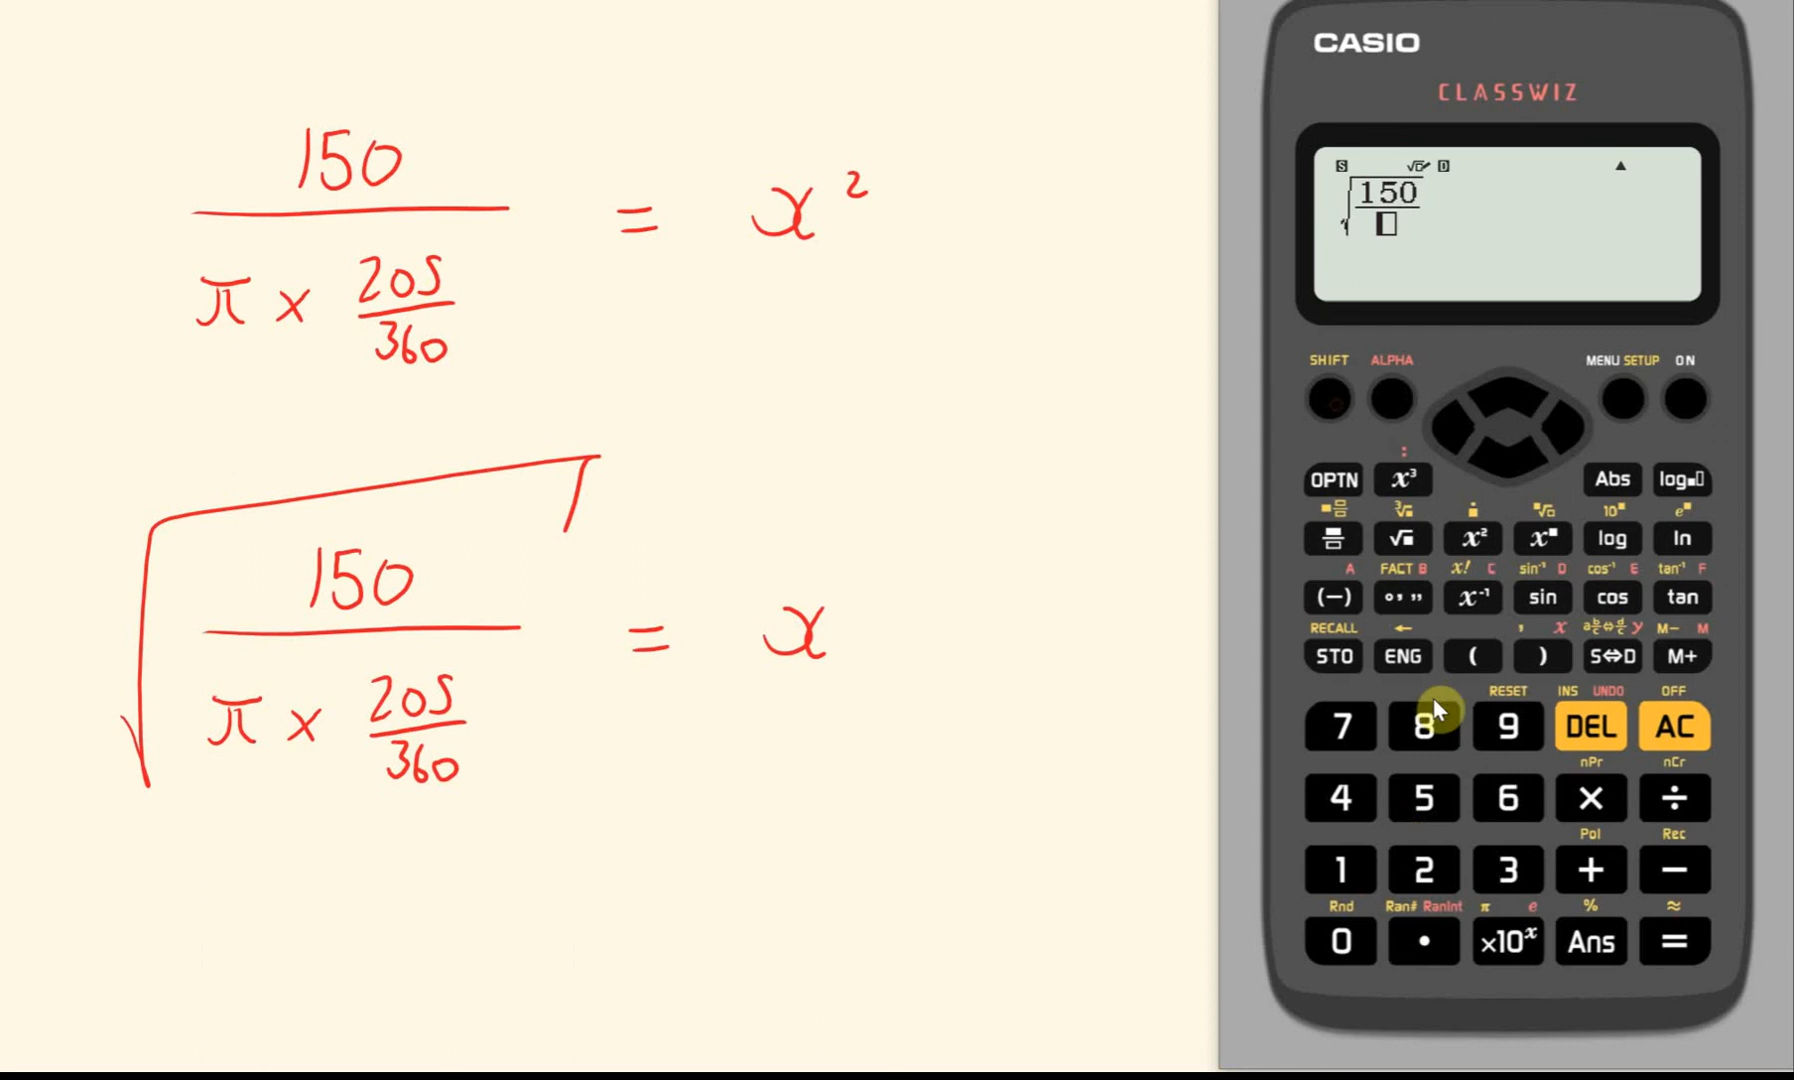 150
π × 205/360 = x²
√ 150
π × 205/360 = x
CASIO
CLASSWIZ
S √□ D ▲
√ 150
□
SHIFT ALPHA MENU SETUP ON
:
OPTN x³ Abs log■□
■ 3√■ ■ ■√□ 10■ e■
√■ x² x■ log ln
A FACT B x! C sin⁻¹ D cos⁻¹ E tan⁻¹ F
(−) ° ’ ” x⁻¹ sin cos tan
RECALL ← , x a b/c⇔d/c y M− M
STO ENG ( ) S⇔D M+
RESET INS UNDO OFF
7 8 9 DEL AC
nPr nCr
4 5 6 × ÷
Pol Rec
1 2 3 + −
Rnd Ran# RanInt π e % ≈
0 • ×10ˣ Ans =